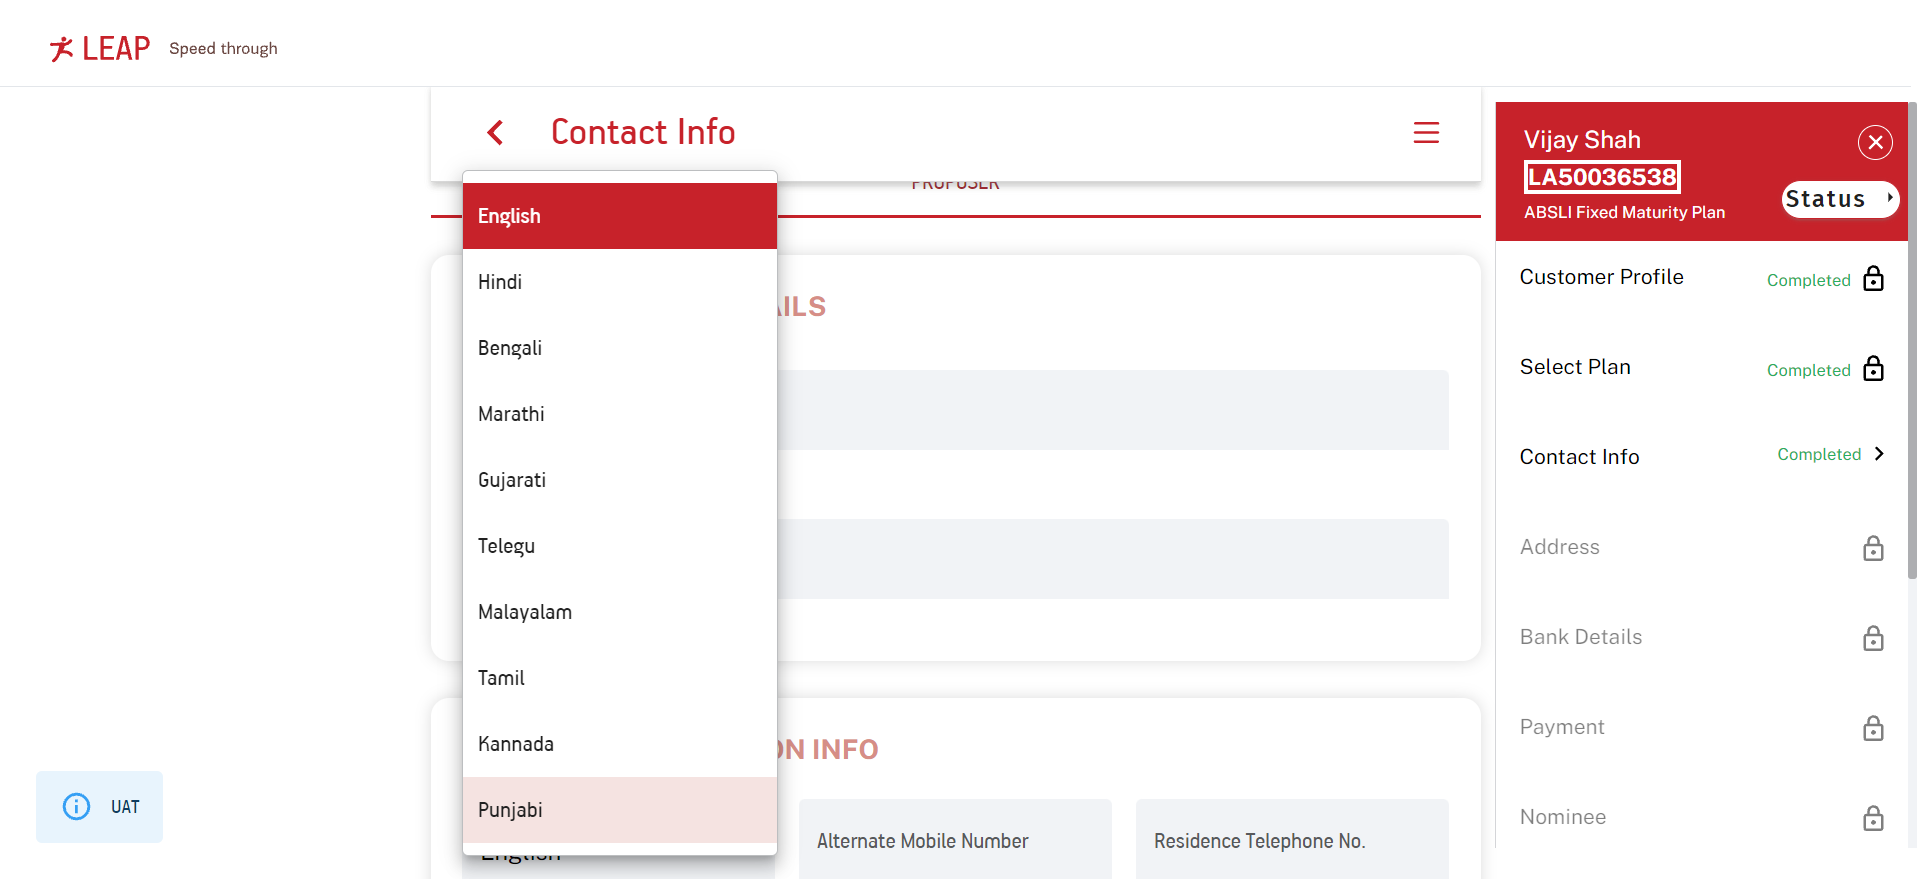 LEAP Speed through
Contact Info
PROPOSER
English
Hindi
Bengali
Marathi
Gujarati
Telegu
Malayalam
Tamil
Kannada
Punjabi
AILS
ON INFO
English
Alternate Mobile Number
Residence Telephone No.
UAT
Vijay Shah
LA50036538
ABSLI Fixed Maturity Plan
Status
Customer Profile Completed
Select Plan Completed
Contact Info Completed
Address
Bank Details
Payment
Nominee